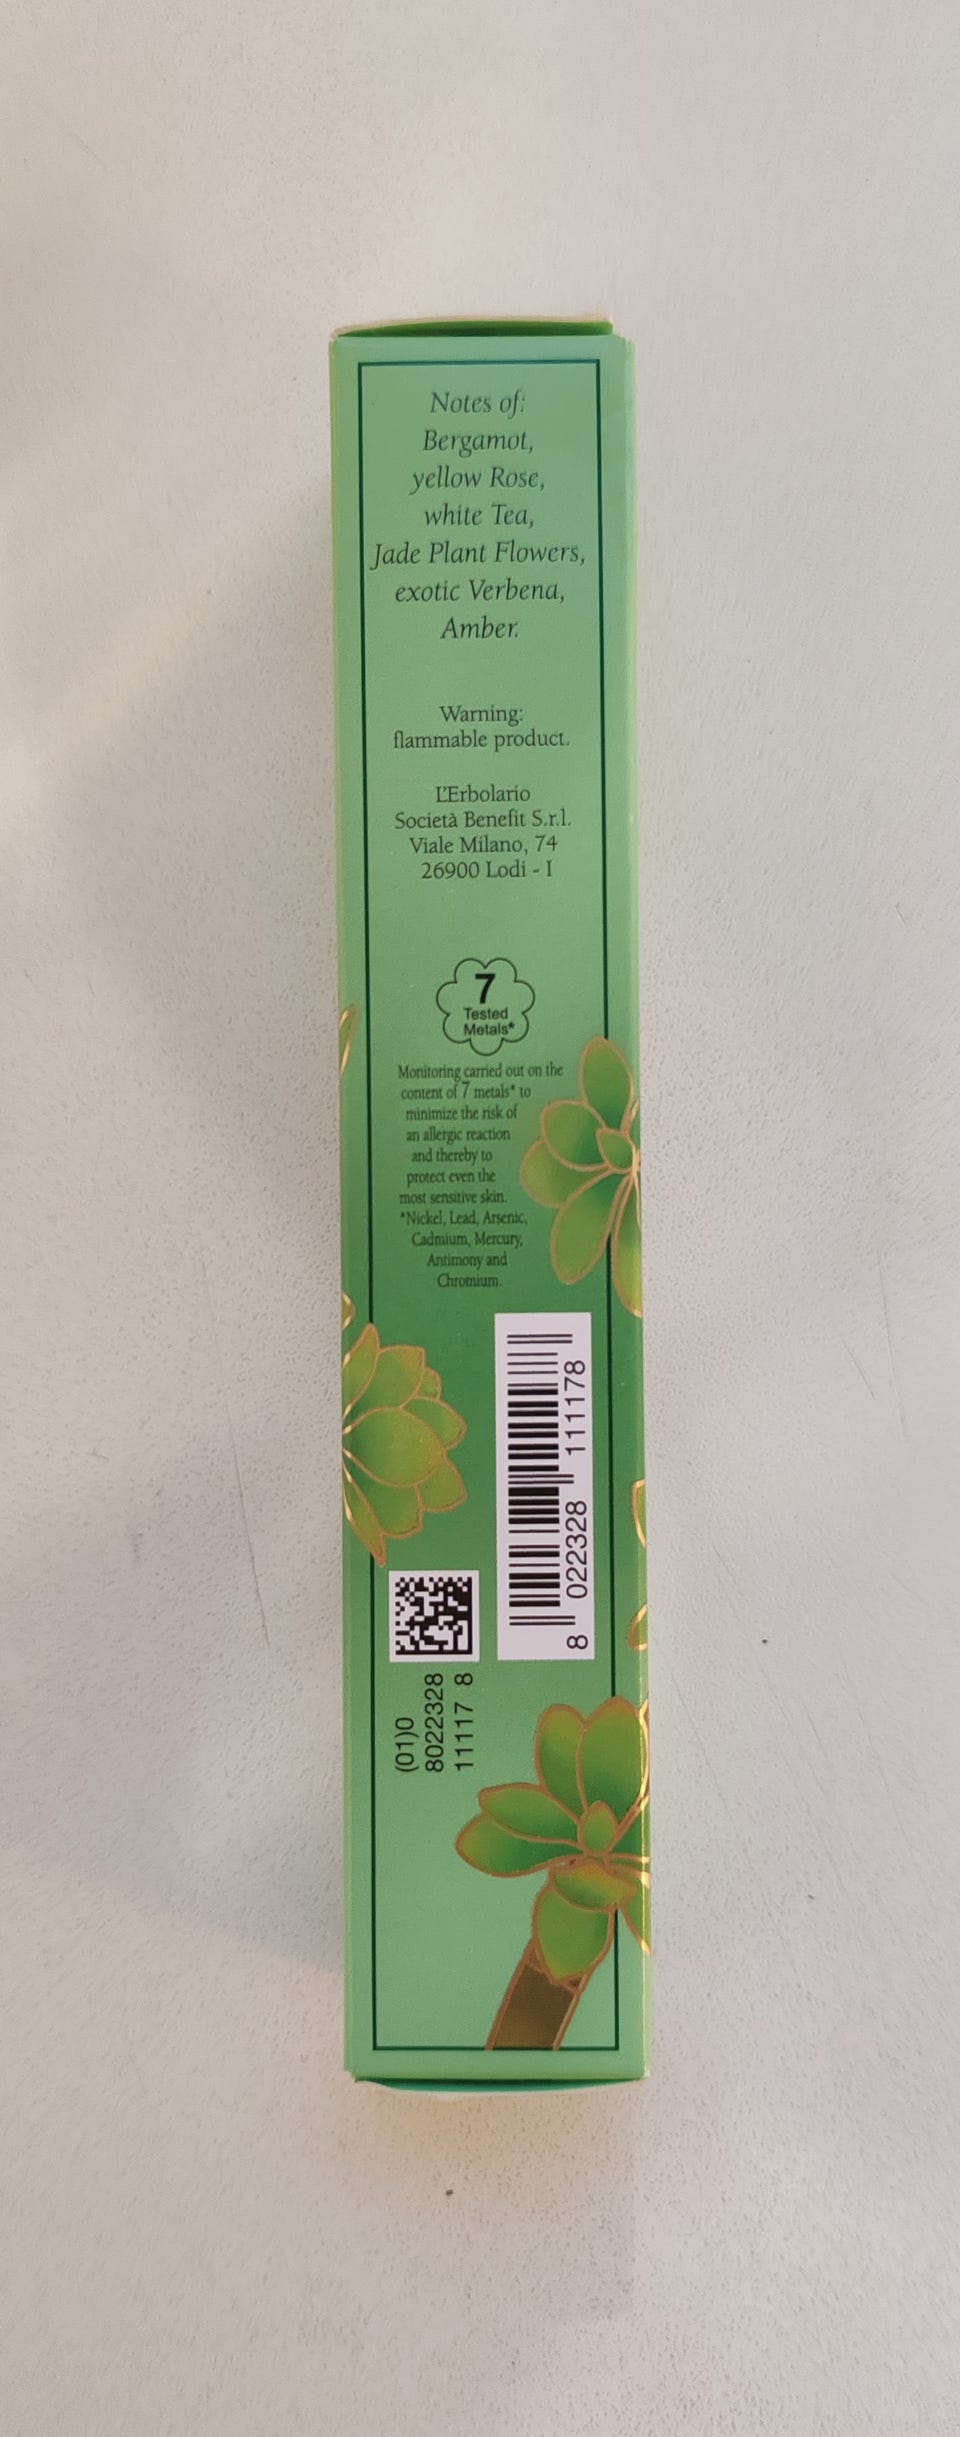 Notes of:
Bergamot,
yellow Rose,
white Tea,
Jade Plant Flowers,
exotic Verbena,
Amber.
Warning:
flammable product.
L'Erbolario
Società Benefit S.r.l.
Viale Milano, 74
26900 Lodi - I
7
Tested
Metals*
Monitoring carried out on the
content of 7 metals* to
minimize the risk of
an allergic reaction
and thereby to
protect even the
most sensitive skin.
*Nickel, Lead, Arsenic,
Cadmium, Mercury,
Antimony and
Chromium.
8 022328 111178
(01)0
8022328
11117 8